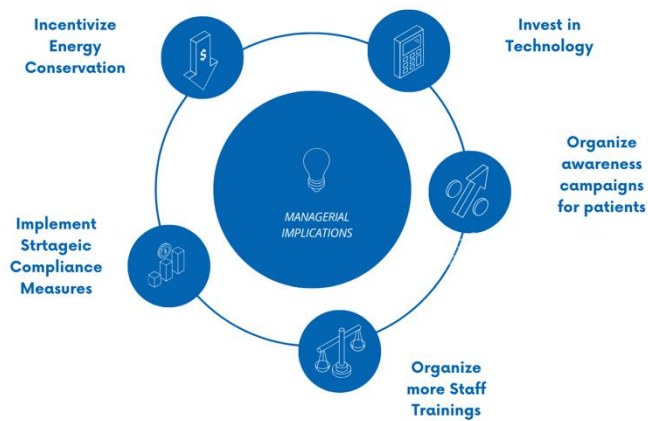 Incentivize
Energy
Conservation
Invest in
Technology
Organize
awareness
campaigns
for patients
Implement
Strtageic
Compliance
Measures
Organize
more Staff
Trainings
MANAGERIAL
IMPLICATIONS
$